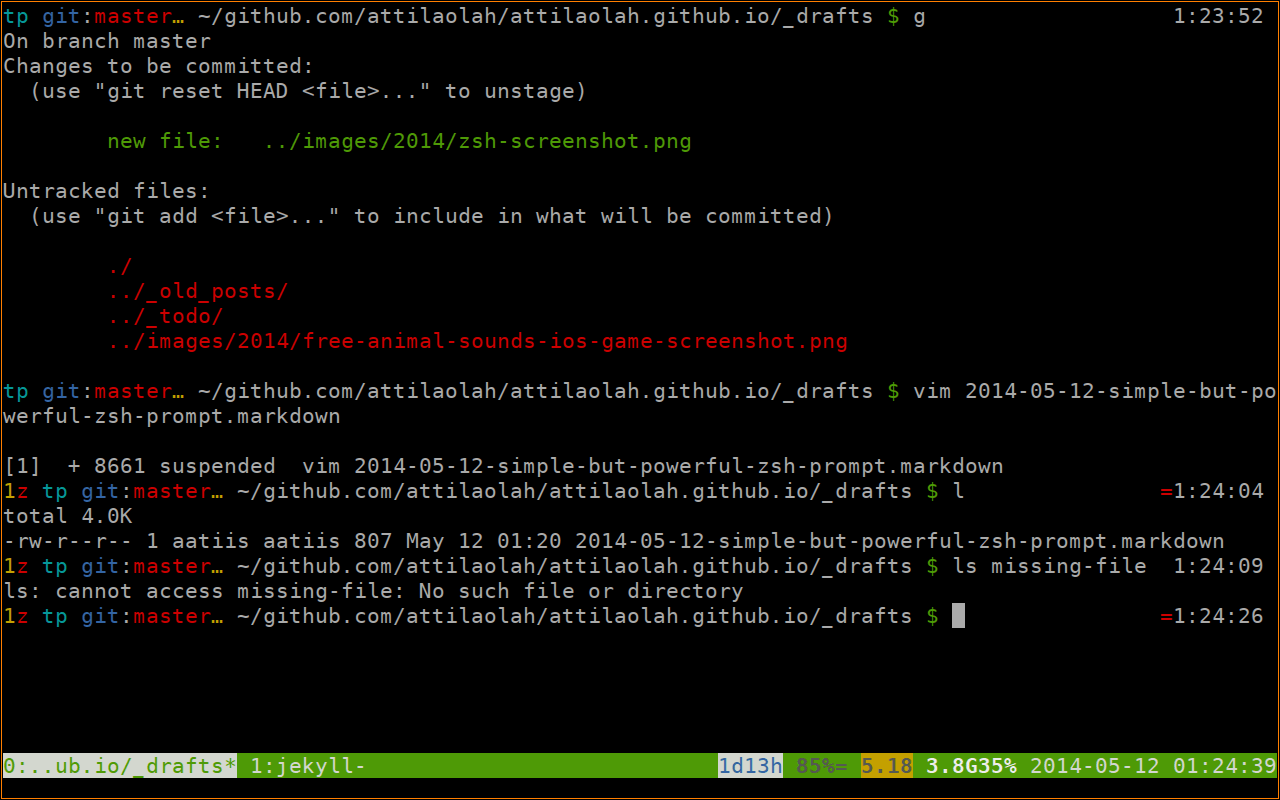 tp git:master… ~/github.com/attilaolah/attilaolah.github.io/_drafts $ g 1:23:52
On branch master
Changes to be committed:
  (use "git reset HEAD <file>..." to unstage)
        new file:   ../images/2014/zsh-screenshot.png
Untracked files:
  (use "git add <file>..." to include in what will be committed)
        ./
        ../_old_posts/
        ../_todo/
        ../images/2014/free-animal-sounds-ios-game-screenshot.png
tp git:master… ~/github.com/attilaolah/attilaolah.github.io/_drafts $ vim 2014-05-12-simple-but-po
werful-zsh-prompt.markdown
[1]  + 8661 suspended  vim 2014-05-12-simple-but-powerful-zsh-prompt.markdown
1z tp git:master… ~/github.com/attilaolah/attilaolah.github.io/_drafts $ l =1:24:04
total 4.0K
-rw-r--r-- 1 aatiis aatiis 807 May 12 01:20 2014-05-12-simple-but-powerful-zsh-prompt.markdown
1z tp git:master… ~/github.com/attilaolah/attilaolah.github.io/_drafts $ ls missing-file  1:24:09
ls: cannot access missing-file: No such file or directory
1z tp git:master… ~/github.com/attilaolah/attilaolah.github.io/_drafts $ =1:24:26
0:..ub.io/_drafts* 1:jekyll- 1d13h 85%= 5.18 3.8G35% 2014-05-12 01:24:39